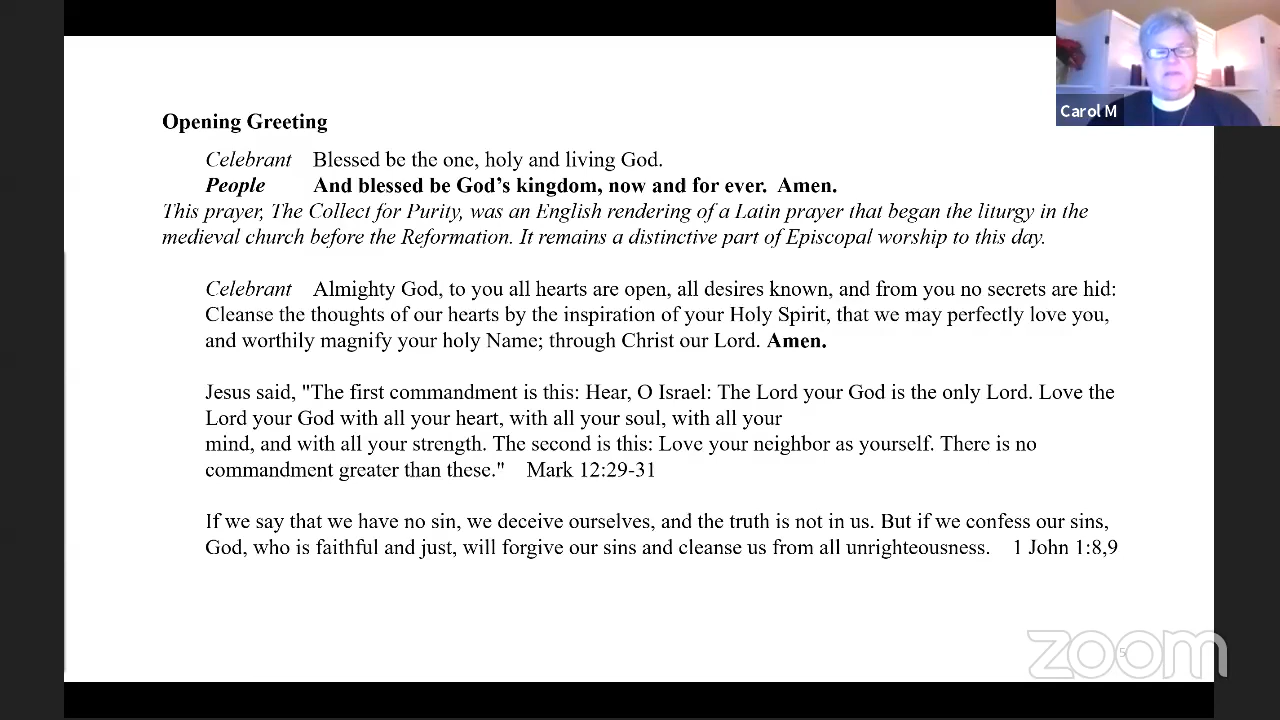 Carol M
Opening Greeting
Celebrant Blessed be the one, holy and living God.
People And blessed be God's kingdom, now and for ever. Amen.
This prayer, The Collect for Purity, was an English rendering of a Latin prayer that began the liturgy in the
medieval church before the Reformation. It remains a distinctive part of Episcopal worship to this day.
Celebrant Almighty God, to you all hearts are open, all desires known, and from you no secrets are hid:
Cleanse the thoughts of our hearts by the inspiration of your Holy Spirit, that we may perfectly love you,
and worthily magnify your holy Name; through Christ our Lord. Amen.
Jesus said, "The first commandment is this: Hear, O Israel: The Lord your God is the only Lord. Love the
Lord your God with all your heart, with all your soul, with all your
mind, and with all your strength. The second is this: Love your neighbor as yourself. There is no
commandment greater than these." Mark 12:29-31
If we say that we have no sin, we deceive ourselves, and the truth is not in us. But if we confess our sins,
God, who is faithful and just, will forgive our sins and cleanse us from all unrighteousness. 1 John 1:8,9
zoom
5